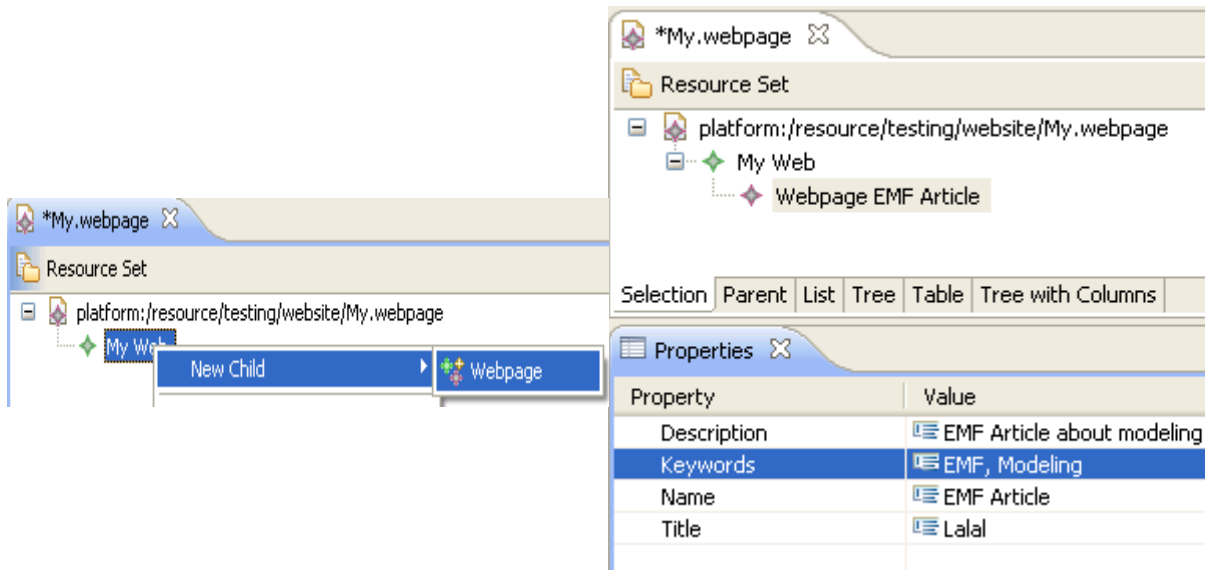 *My.webpage
Resource Set
platform:/resource/testing/website/My.webpage
My Web
New Child
Webpage
*My.webpage
Resource Set
platform:/resource/testing/website/My.webpage
My Web
Webpage EMF Article
Selection Parent List Tree Table Tree with Columns
Properties
Property Value
Description EMF Article about modeling
Keywords EMF, Modeling
Name EMF Article
Title Lalal